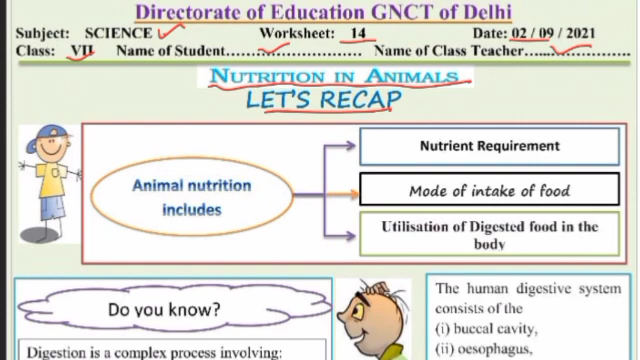 Directorate of Education GNCT of Delhi
Subject: SCIENCE Worksheet: 14 Date: 02 / 09 / 2021
Class: VII Name of Student........................... Name of Class Teacher.....................
NUTRITION IN ANIMALS
LET'S RECAP
Animal nutrition
includes
Nutrient Requirement
Mode of intake of food
Utilisation of Digested food in the
body
Do you know?
Digestion is a complex process involving:
The human digestive system
consists of the
(i) buccal cavity,
(ii) oesophagus,